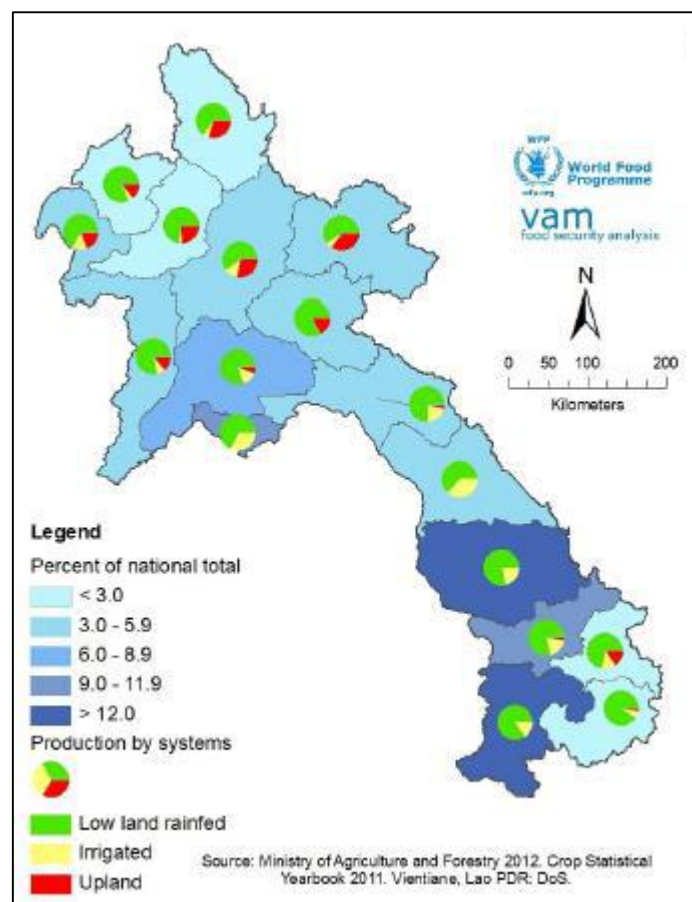 WFP
wfp.org
World Food
Programme
vam
food security analysis
N
0 50 100 200
Kilometers
Legend
Percent of national total
< 3.0
3.0 - 5.9
6.0 - 8.9
9.0 - 11.9
> 12.0
Production by systems
Low land rainfed
Irrigated
Upland
Source: Ministry of Agriculture and Forestry 2012. Crop Statistical
Yearbook 2011. Vientiane, Lao PDR: DoS.